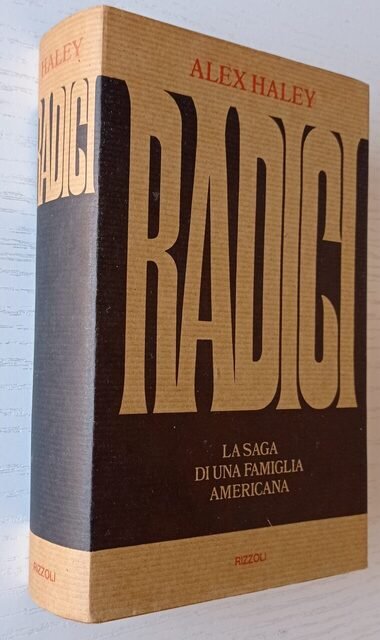 HALEY
RADICI
RIZZOLI
ALEX HALEY
RADICI
LA SAGA
DI UNA FAMIGLIA
AMERICANA
RIZZOLI